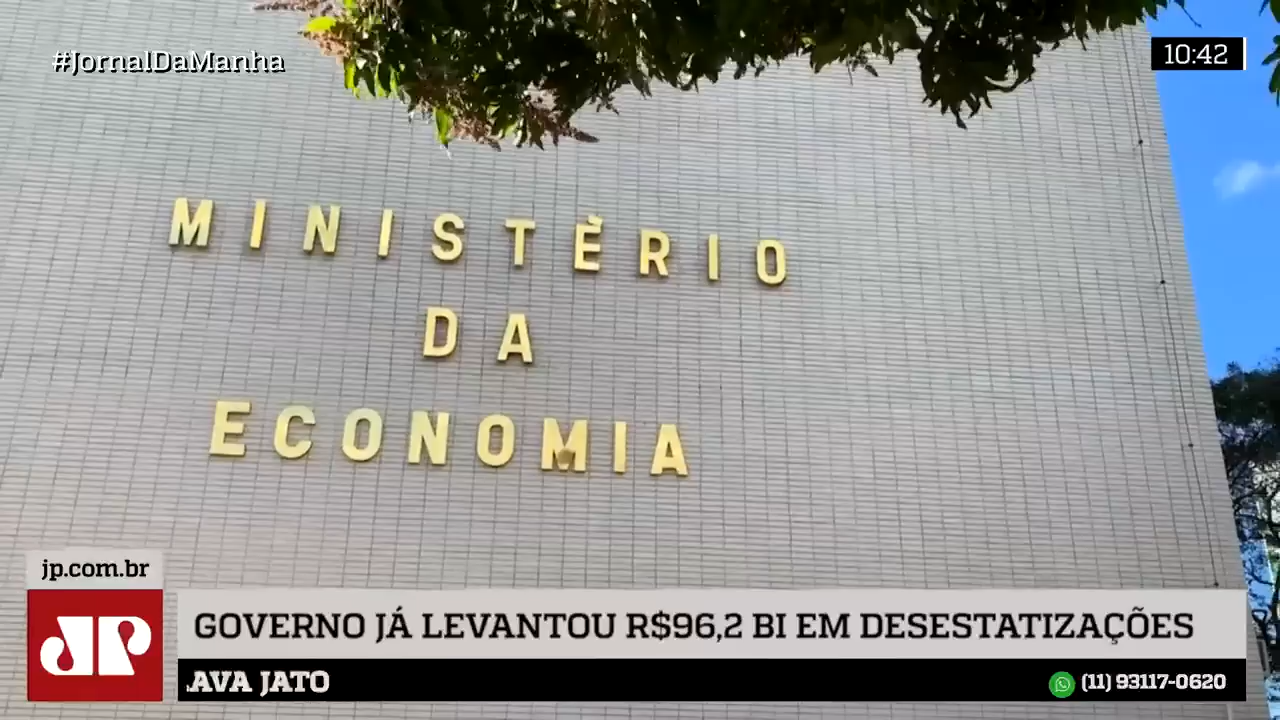 #JornalDaManha
10:42
MINISTÈRIO
DA
ECONOMIA
jp.com.br
JP
GOVERNO JÁ LEVANTOU R$96,2 BI EM DESESTATIZAÇÕES
AVA JATO
(11) 93117-0620